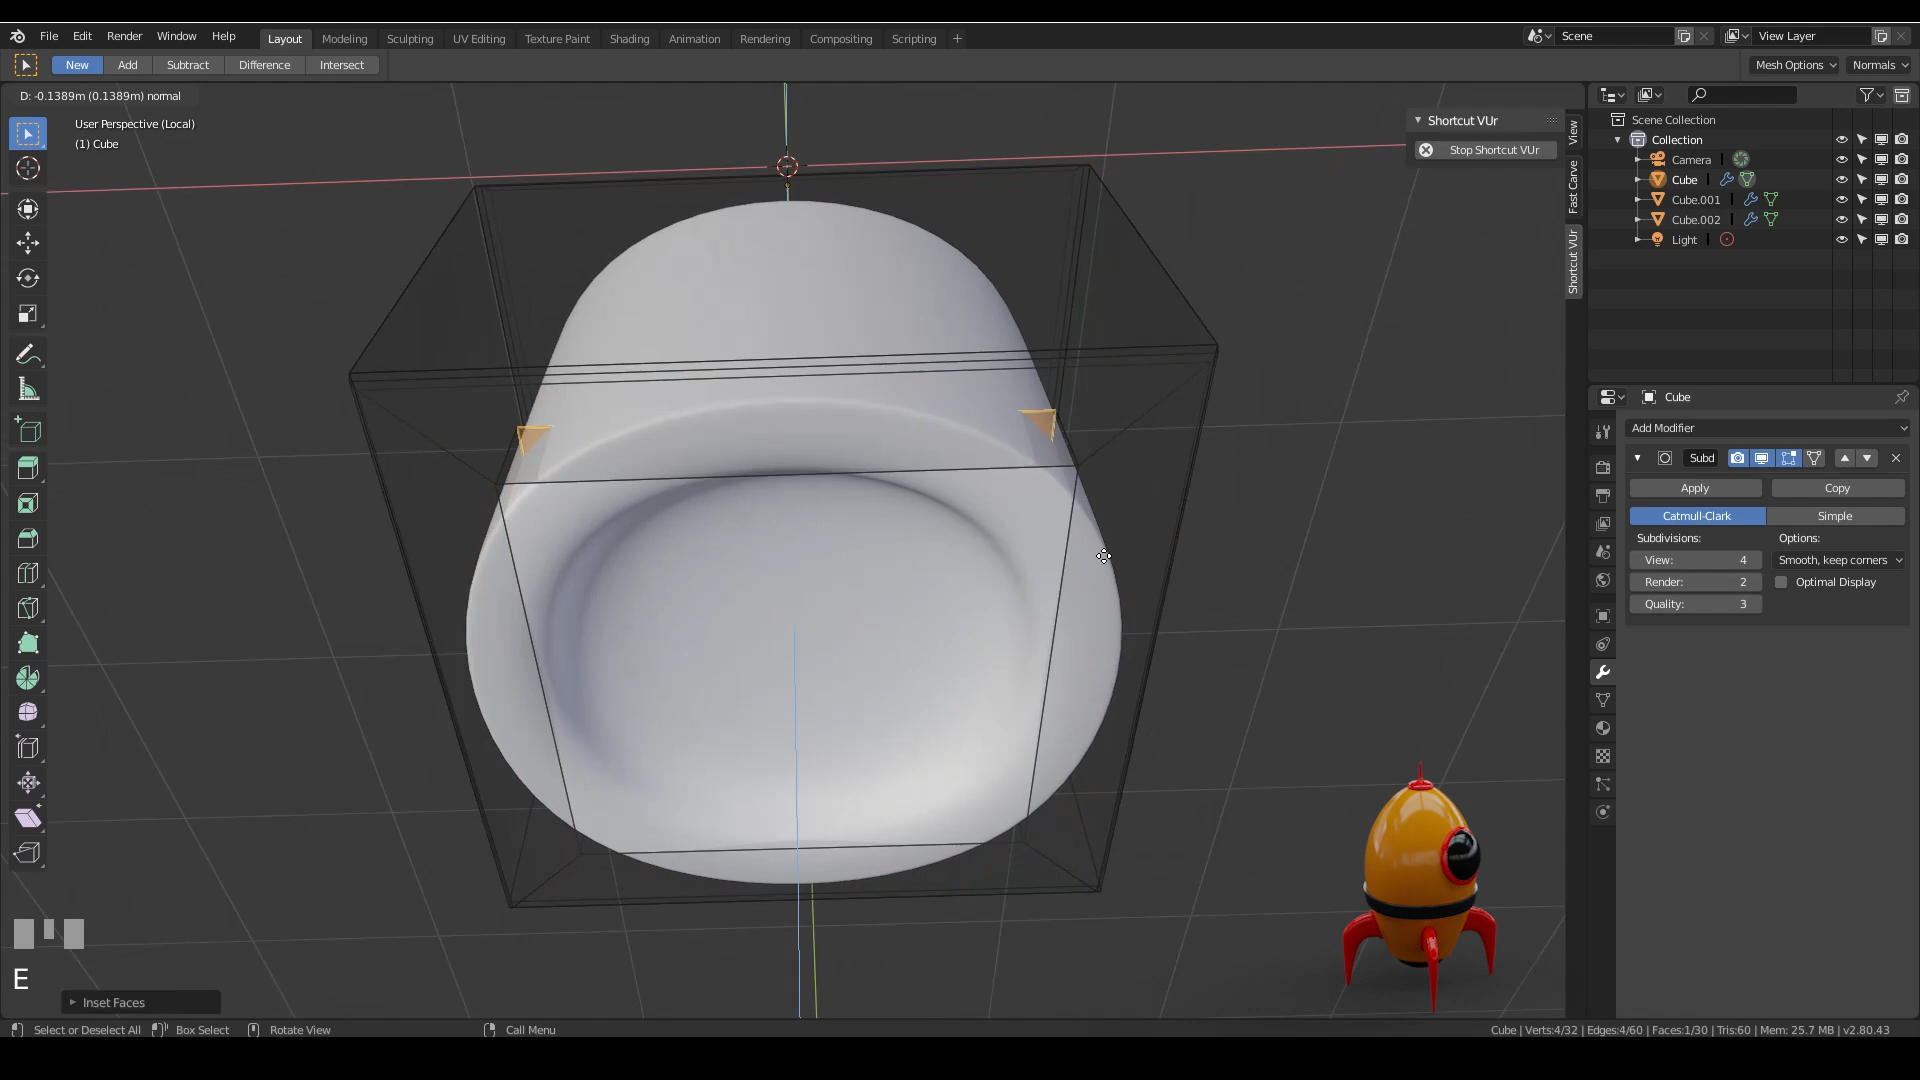 File Edit Render Window Help Layout Modeling Sculpting UV Editing Texture Paint Shading Animation Rendering Compositing Scripting + Scene View Layer
New Add Subtract Difference Intersect Mesh Options Normals
D: -0.1389m (0.1389m) normal
User Perspective (Local)
(1) Cube
Shortcut VUr
Stop Shortcut VUr
View
Fast Carve
Shortcut VUr
Scene Collection
Collection
Camera
Cube
Cube.001
Cube.002
Light
Cube
Add Modifier
Subd
Apply Copy
Catmull-Clark Simple
Subdivisions: Options:
View: 4 Smooth, keep corners
Render: 2 Optimal Display
Quality: 3
E
Inset Faces
Select or Deselect All Box Select Rotate View Call Menu Cube | Verts:4/32 | Edges:4/60 | Faces:1/30 | Tris:60 | Mem: 25.7 MB | v2.80.43